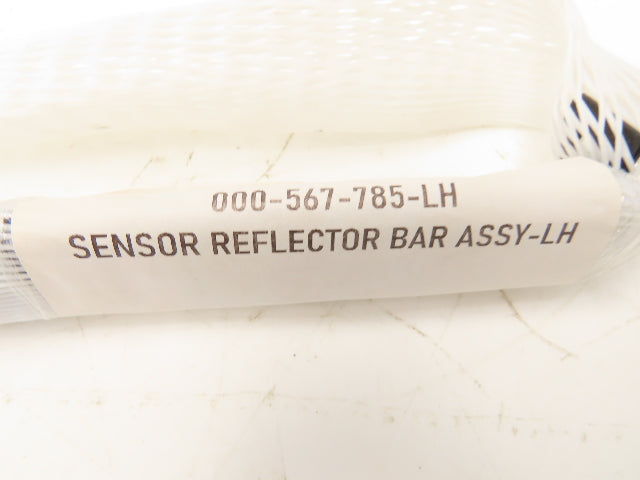 000-567-785-LH
SENSOR REFLECTOR BAR ASSY-LH